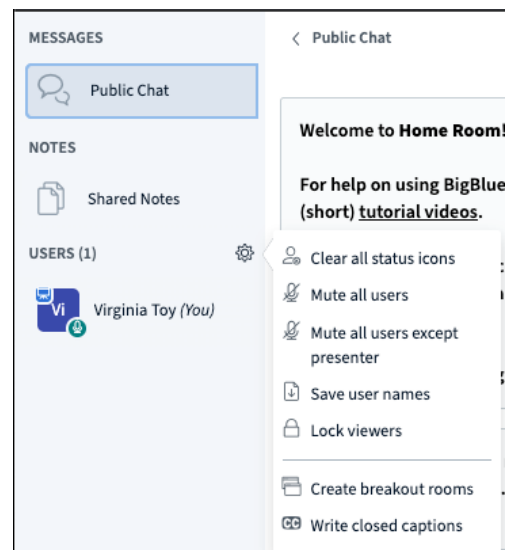 MESSAGES
Public Chat
NOTES
Shared Notes
USERS (1)
Vi
Virginia Toy (You)
Public Chat
Welcome to Home Room!
For help on using BigBlue
(short) tutorial videos.
Clear all status icons
Mute all users
Mute all users except
presenter
Save user names
Lock viewers
Create breakout rooms
CC Write closed captions